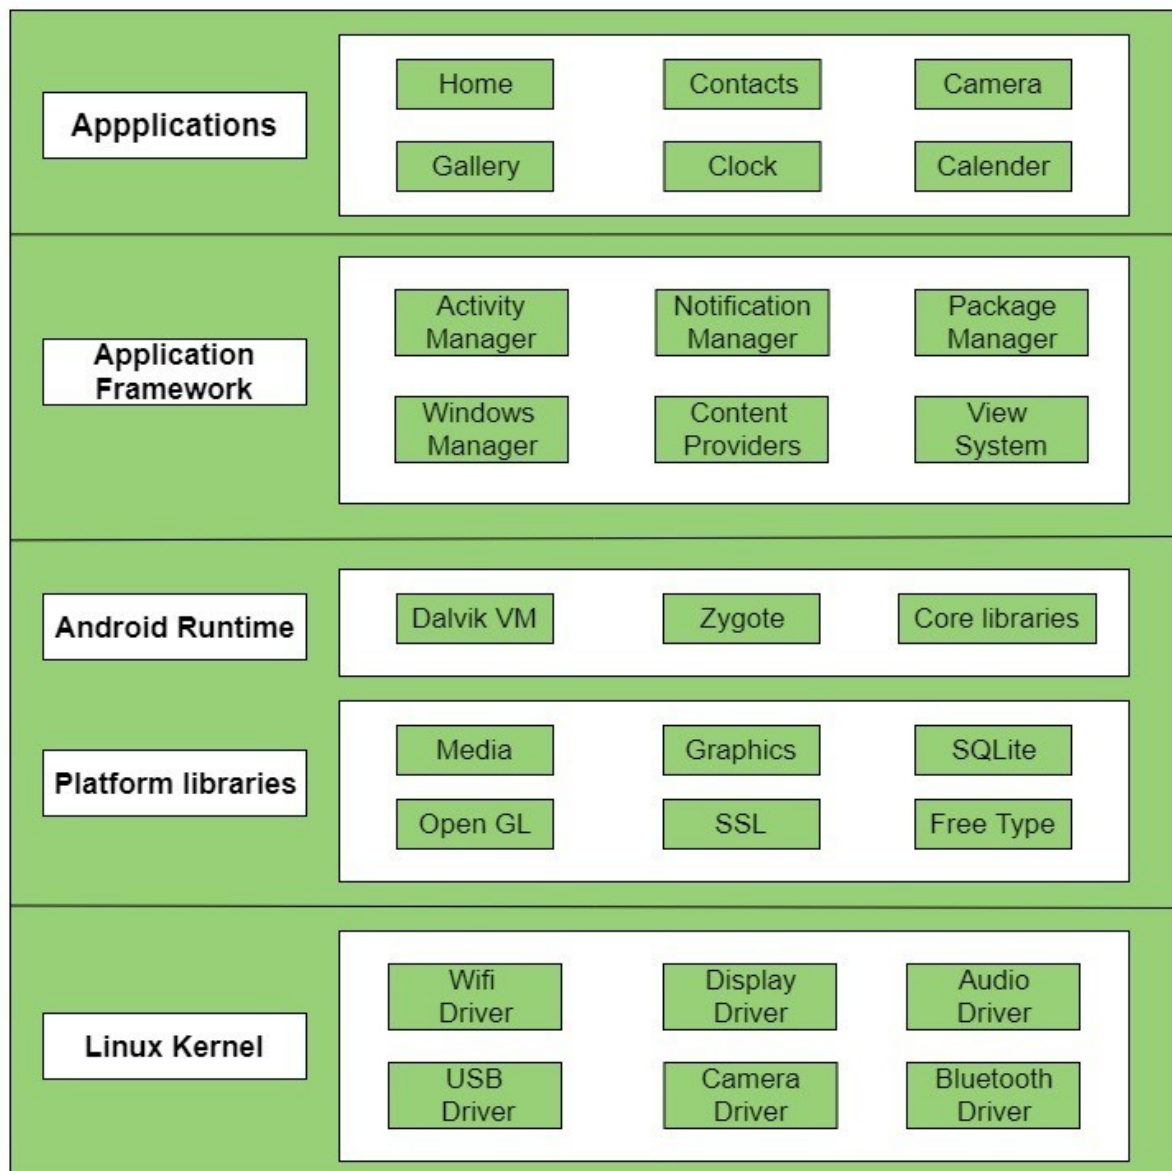 Appplications
Home
Contacts
Camera
Gallery
Clock
Calender
Application
Framework
Activity
Manager
Notification
Manager
Package
Manager
Windows
Manager
Content
Providers
View
System
Android Runtime
Dalvik VM
Zygote
Core libraries
Platform libraries
Media
Graphics
SQLite
Open GL
SSL
Free Type
Linux Kernel
Wifi
Driver
Display
Driver
Audio
Driver
USB
Driver
Camera
Driver
Bluetooth
Driver